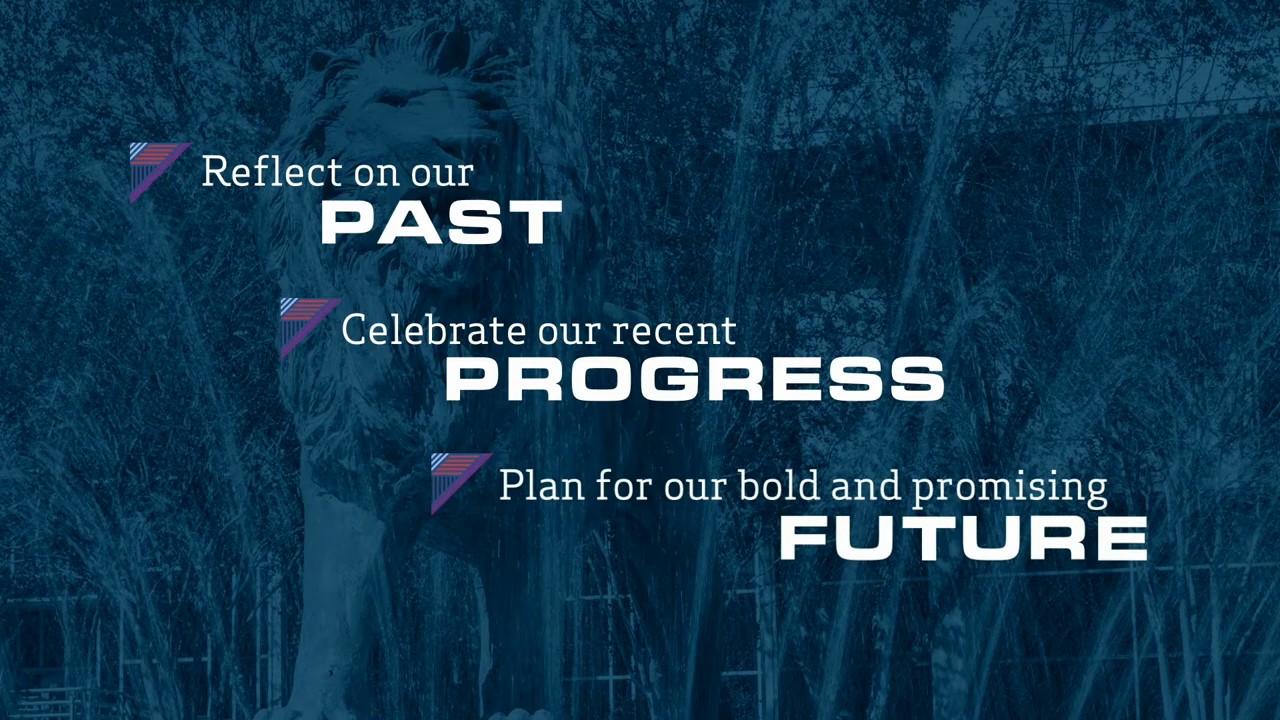 Reflect on our
PAST
Celebrate our recent
PROGRESS
Plan for our bold and promising
FUTURE